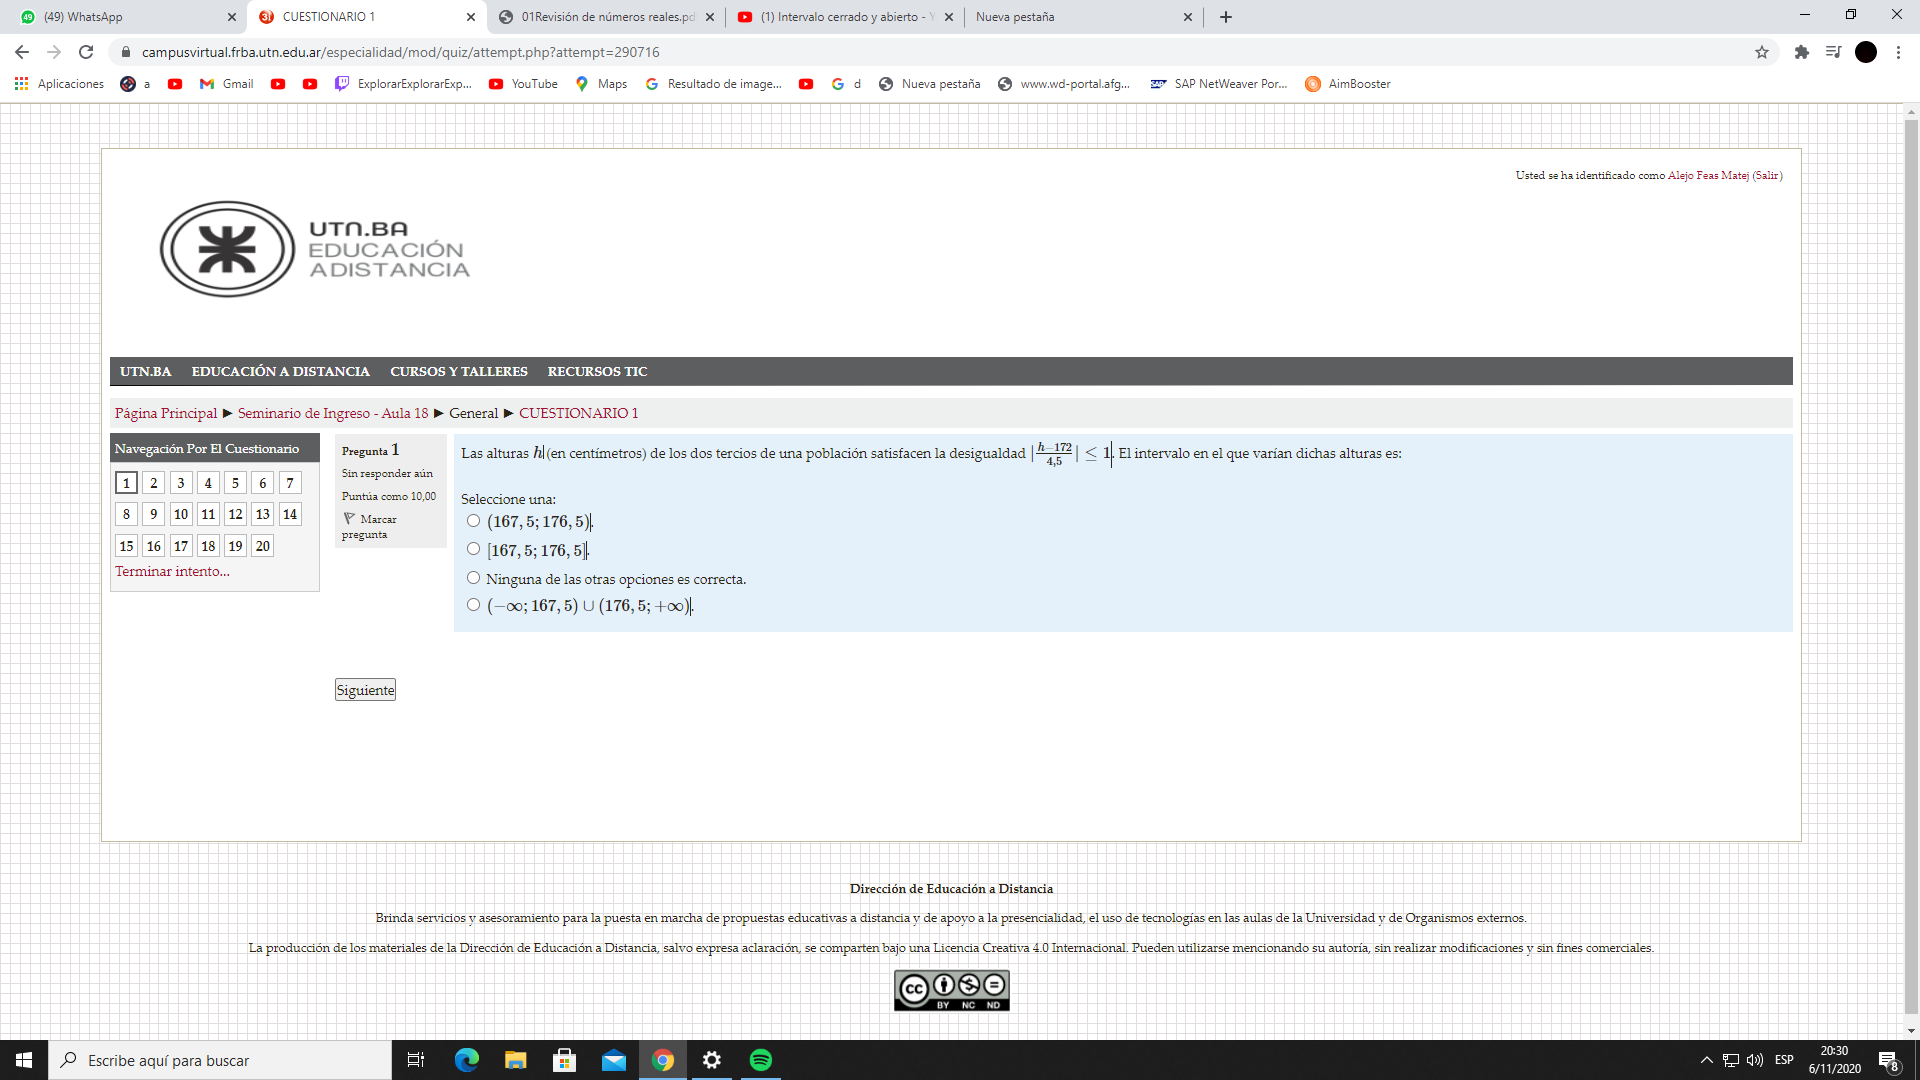 (49) WhatsApp
CUESTIONARIO 1
01Revisión de números reales.pd
(1) Intervalo cerrado y abierto - Y
Nueva pestaña
campusvirtual.frba.utn.edu.ar/especialidad/mod/quiz/attempt.php?attempt=290716
Aplicaciones a Gmail ExplorarExplorarExp... YouTube Maps Resultado de image... d Nueva pestaña www.wd-portal.afg... SAP NetWeaver Por... AimBooster
Usted se ha identificado como Alejo Feas Matej (Salir)
UTN.BA
EDUCACIÓN
A DISTANCIA
UTN.BA EDUCACIÓN A DISTANCIA CURSOS Y TALLERES RECURSOS TIC
Página Principal ► Seminario de Ingreso - Aula 18 ► General ► CUESTIONARIO 1
Navegación Por El Cuestionario
1 2 3 4 5 6 7
8 9 10 11 12 13 14
15 16 17 18 19 20
Terminar intento...
Pregunta 1
Sin responder aún
Puntúa como 10,00
Marcar
pregunta
Las alturas h (en centímetros) de los dos tercios de una población satisfacen la desigualdad |h−172/4,5| ≤ 1. El intervalo en el que varían dichas alturas es:
Seleccione una:
(167, 5; 176, 5).
[167, 5; 176, 5].
Ninguna de las otras opciones es correcta.
(−∞; 167, 5) ∪ (176, 5; +∞).
Siguiente
Dirección de Educación a Distancia
Brinda servicios y asesoramiento para la puesta en marcha de propuestas educativas a distancia y de apoyo a la presencialidad, el uso de tecnologías en las aulas de la Universidad y de Organismos externos.
La producción de los materiales de la Dirección de Educación a Distancia, salvo expresa aclaración, se comparten bajo una Licencia Creativa 4.0 Internacional. Pueden utilizarse mencionando su autoría, sin realizar modificaciones y sin fines comerciales.
cc BY NC ND
Escribe aquí para buscar
ESP
20:30
6/11/2020
8